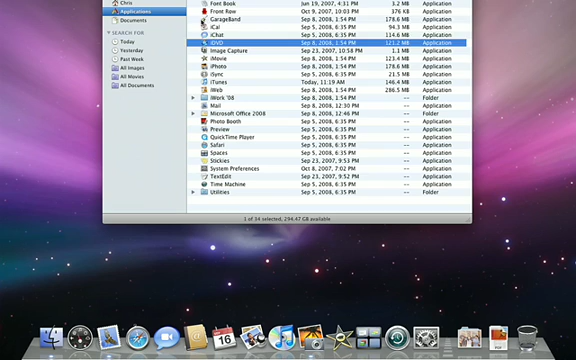 Chris
Applications
Documents
SEARCH FOR
Today
Yesterday
Past Week
All Images
All Movies
All Documents
Font Book Jun 19, 2007, 4:31 PM 3.2 MB Application
Front Row Oct 9, 2007, 10:03 PM 376 KB Application
GarageBand Sep 8, 2008, 1:54 PM 178.6 MB Application
iCal Sep 5, 2008, 6:35 PM 94.3 MB Application
iChat Sep 5, 2008, 6:35 PM 114.6 MB Application
iDVD Sep 8, 2008, 1:54 PM 121.2 MB Application
Image Capture Sep 23, 2007, 10:58 PM 1.1 MB Application
iMovie Sep 8, 2008, 1:54 PM 123.4 MB Application
iPhoto Sep 8, 2008, 1:54 PM 178.6 MB Application
iSync Sep 5, 2008, 6:35 PM 21.5 MB Application
iTunes Today, 11:19 AM 146.4 MB Application
iWeb Sep 8, 2008, 1:54 PM 286.5 MB Application
iWork '08 Sep 8, 2008, 1:54 PM -- Folder
Mail Sep 8, 2008, 12:30 PM -- Application
Microsoft Office 2008 Sep 8, 2008, 12:46 PM -- Folder
Photo Booth Sep 5, 2008, 6:35 PM -- Application
Preview Sep 5, 2008, 6:35 PM -- Application
QuickTime Player Sep 5, 2008, 6:35 PM -- Application
Safari Sep 5, 2008, 6:35 PM -- Application
Spaces Sep 5, 2008, 6:35 PM -- Application
Stickies Sep 23, 2007, 9:53 PM -- Application
System Preferences Oct 8, 2007, 7:02 PM -- Application
TextEdit Sep 23, 2007, 9:52 PM -- Application
Time Machine Sep 5, 2008, 6:35 PM -- Application
Utilities Sep 5, 2008, 6:35 PM -- Folder
1 of 34 selected, 294.47 GB available
16